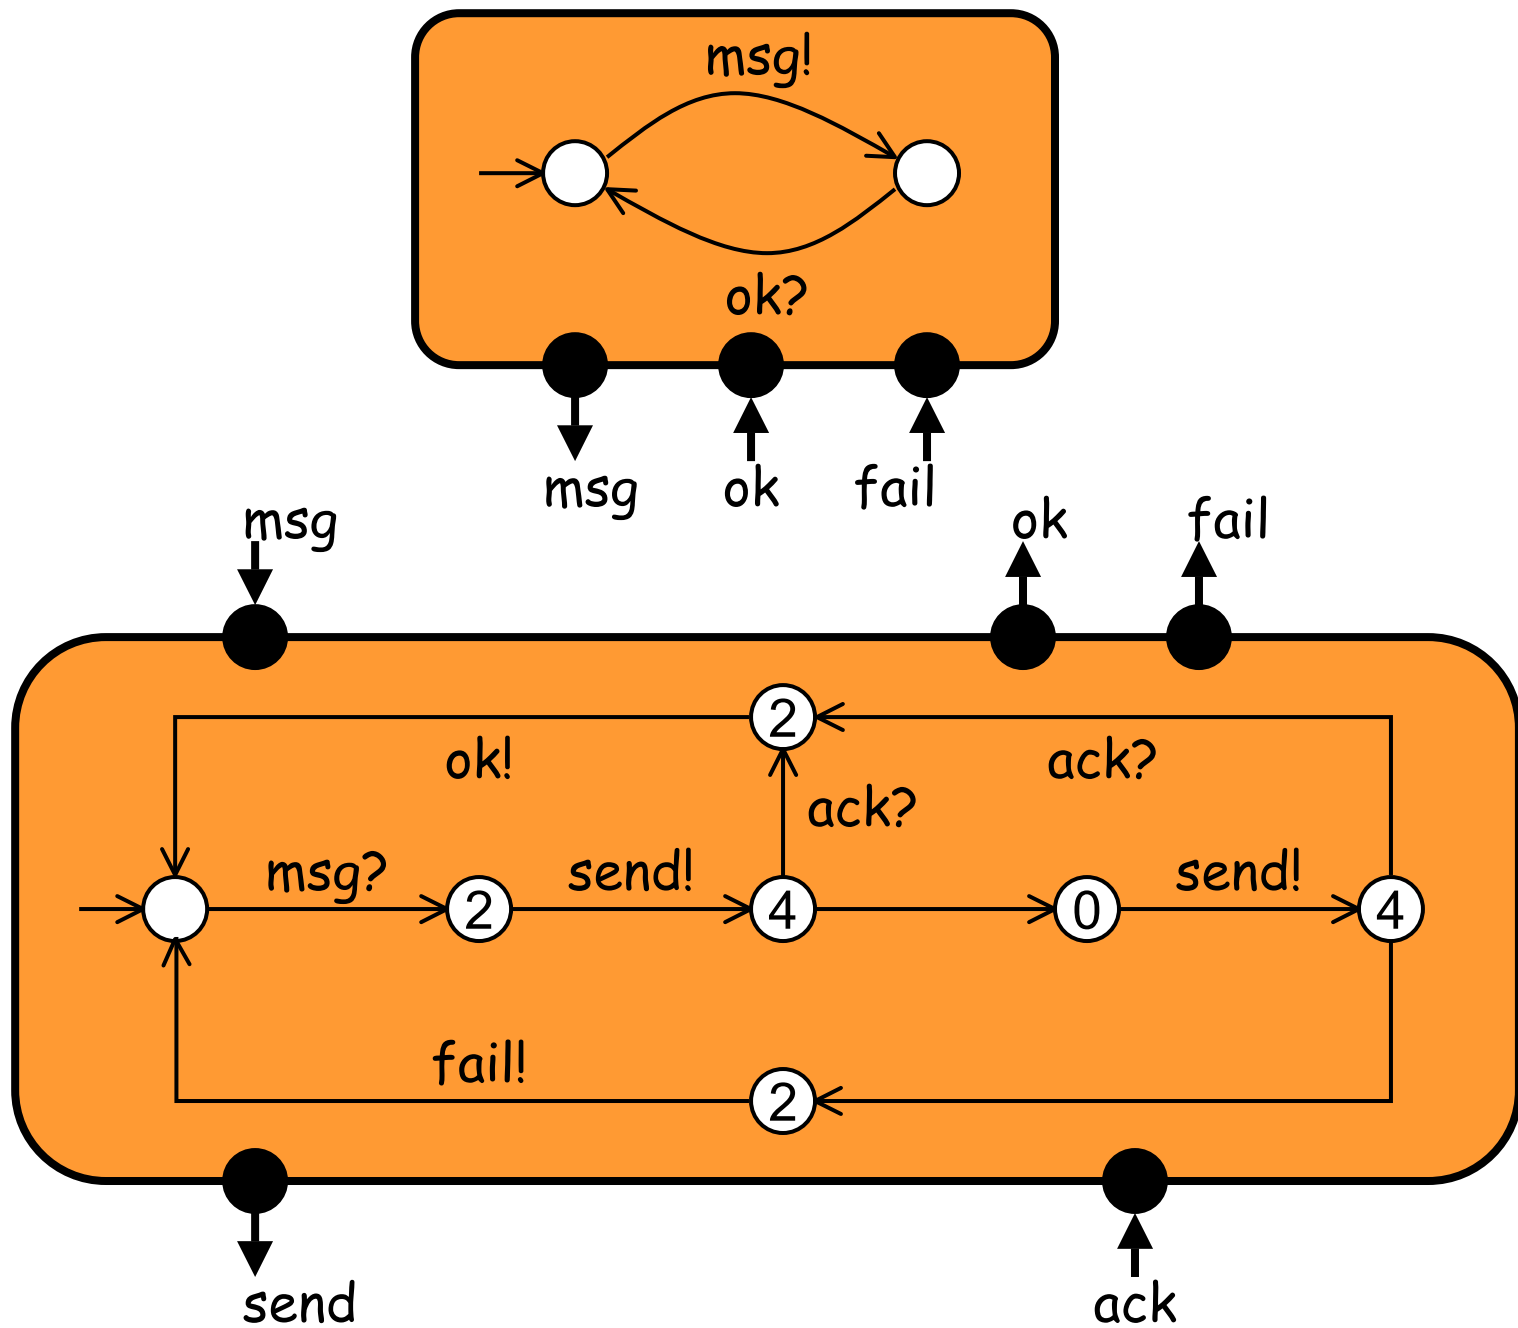 msg!
ok?
msg ok fail
msg ok fail
2
ok! ack?
ack?
msg? send! send!
2 4 0 4
fail!
2
send ack